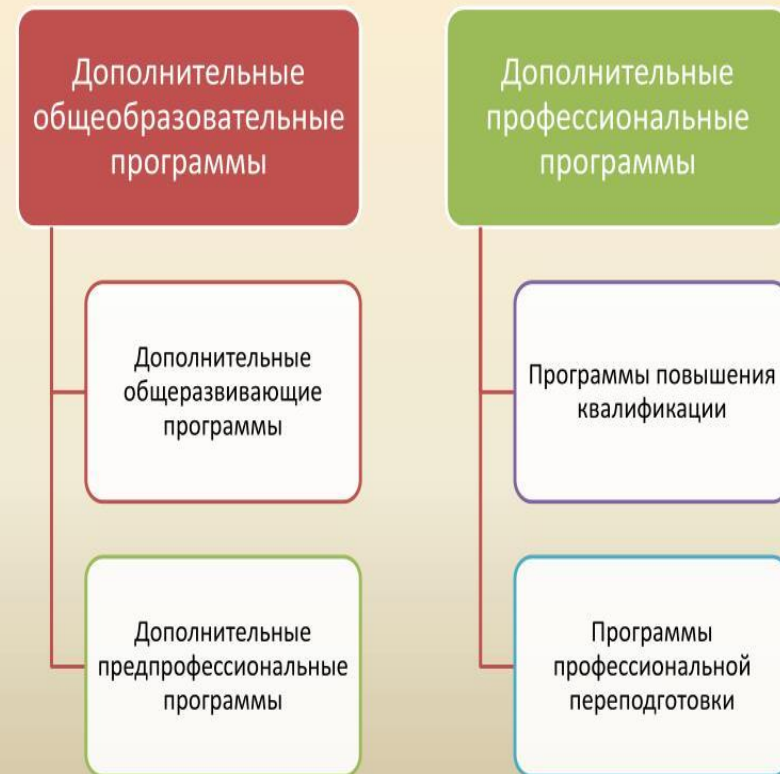 Дополнительные
общеобразовательные
программы
Дополнительные
общеразвивающие
программы
Дополнительные
предпрофессиональные
программы
Дополнительные
профессиональные
программы
Программы повышения
квалификации
Программы
профессиональной
переподготовки